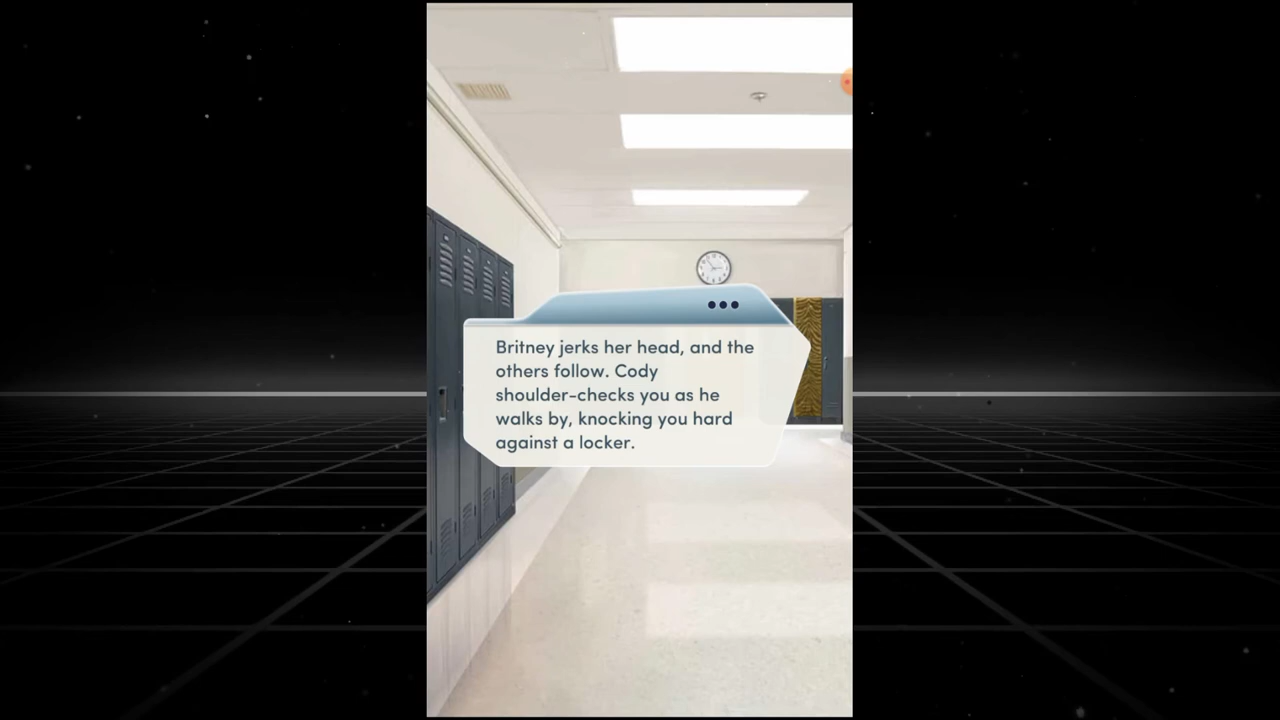 Britney jerks her head, and the
others follow. Cody
shoulder-checks you as he
walks by, knocking you hard
against a locker.